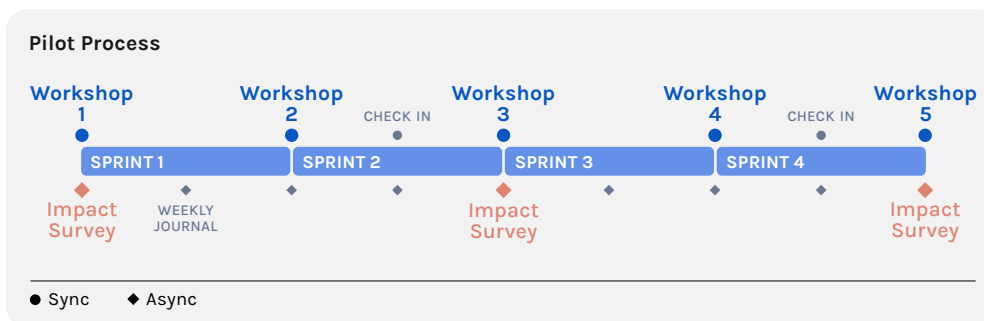 Pilot Process
Workshop
1
Workshop
2
CHECK IN
Workshop
3
Workshop
4
CHECK IN
Workshop
5
SPRINT 1
SPRINT 2
SPRINT 3
SPRINT 4
Impact
Survey
WEEKLY
JOURNAL
Impact
Survey
Impact
Survey
Sync
Async